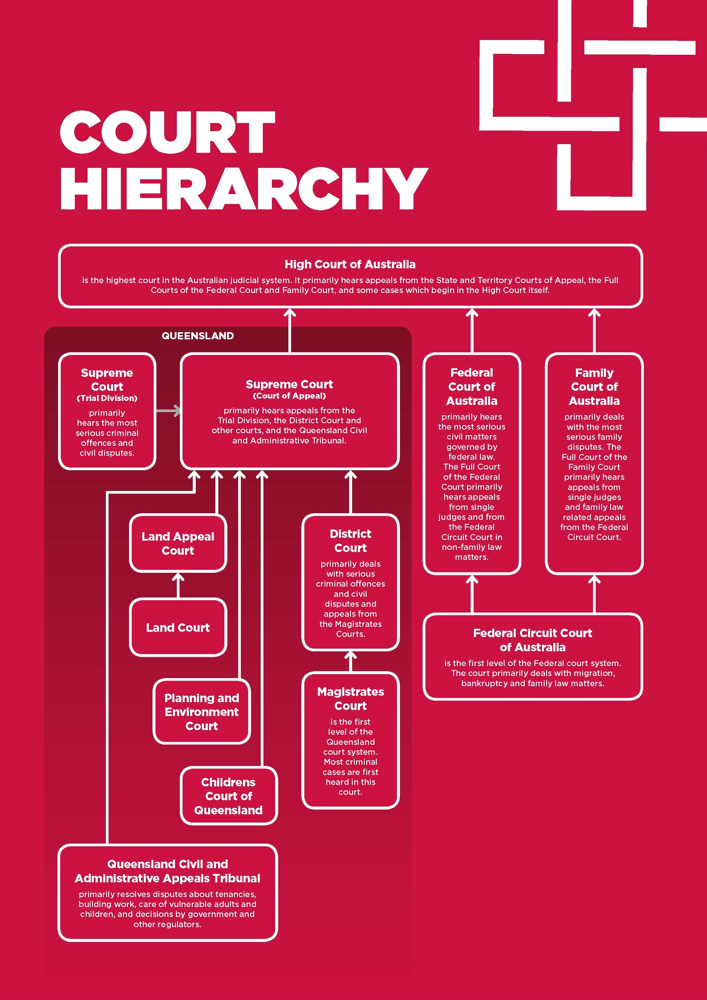 COURT
HIERARCHY
High Court of Australia
is the highest court in the Australian judicial system. It primarily hears appeals from the State and Territory Courts of Appeal, the Full
Courts of the Federal Court and Family Court, and some cases which begin in the High Court itself.
QUEENSLAND
Supreme
Court
(Trial Division)
primarily
hears the most
serious criminal
offences and
civil disputes.
Supreme Court
(Court of Appeal)
primarily hears appeals from the
Trial Division, the District Court and
other courts, and the Queensland Civil
and Administrative Tribunal.
Federal
Court of
Australia
primarily hears
the most serious
civil matters
governed by
federal law.
The Full Court
of the Federal
Court primarily
hears appeals
from single
judges and from
the Federal
Circuit Court in
non-family law
matters.
Family
Court of
Australia
primarily deals
with the most
serious family
disputes. The
Full Court of the
Family Court
primarily hears
appeals from
single judges
and family law
related appeals
from the Federal
Circuit Court.
Land Appeal
Court
Land Court
Planning and
Environment
Court
Childrens
Court of
Queensland
District
Court
primarily deals
with serious
criminal offences
and civil
disputes and
appeals from
the Magistrates
Courts.
Magistrates
Court
is the first
level of the
Queensland
court system.
Most criminal
cases are first
heard in this
court.
Federal Circuit Court
of Australia
is the first level of the Federal court system.
The court primarily deals with migration,
bankruptcy and family law matters.
Queensland Civil and
Administrative Appeals Tribunal
primarily resolves disputes about tenancies,
building work, care of vulnerable adults and
children, and decisions by government and
other regulators.